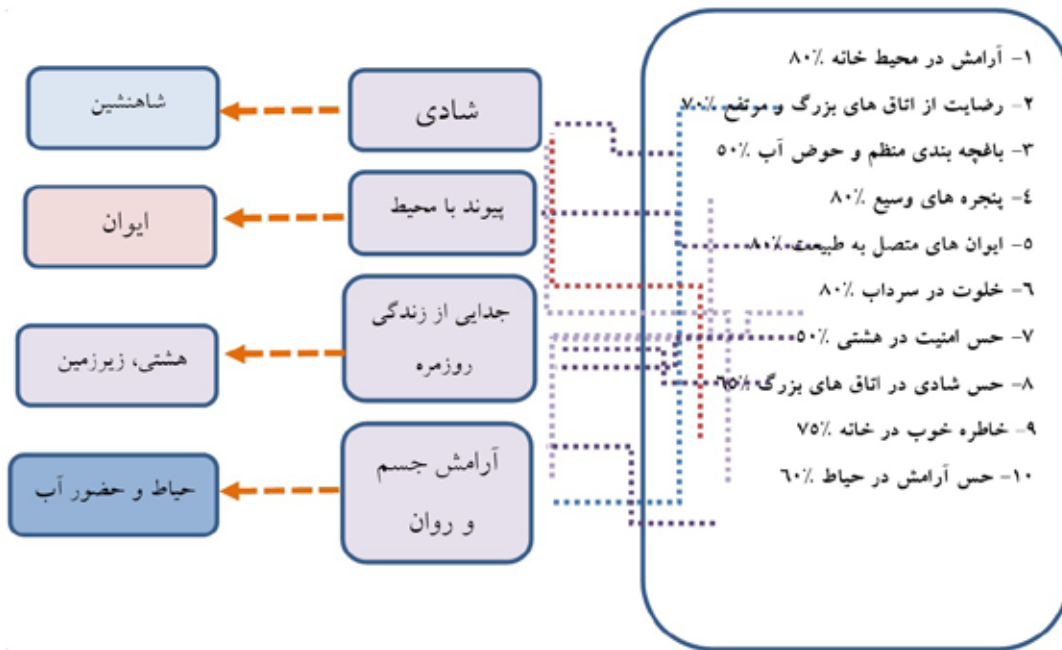 ۱- آرامش در محیط خانه ۸۰٪
۲- رضایت از اتاق های بزرگ و مرتفع ۷۰٪
۳- باغچه بندی منظم و حوض آب ۵۰٪
٤- پنجره های وسیع ۸۰٪
۵- ایوان های متصل به طبیعت ۸۰٪
٦- خلوت در سرداب ۸۰٪
۷- حس امنیت در هشتی ۵۰٪
۸- حس شادی در اتاق های بزرگ ٦۵٪
۹- خاطره خوب در خانه ۷۵٪
۱۰- حس آرامش در حیاط ٦۰٪
شادی
پیوند با محیط
جدایی از زندگی
روزمره
آرامش جسم
و روان
شاهنشین
ایوان
هشتی، زیرزمین
حیاط و حضور آب